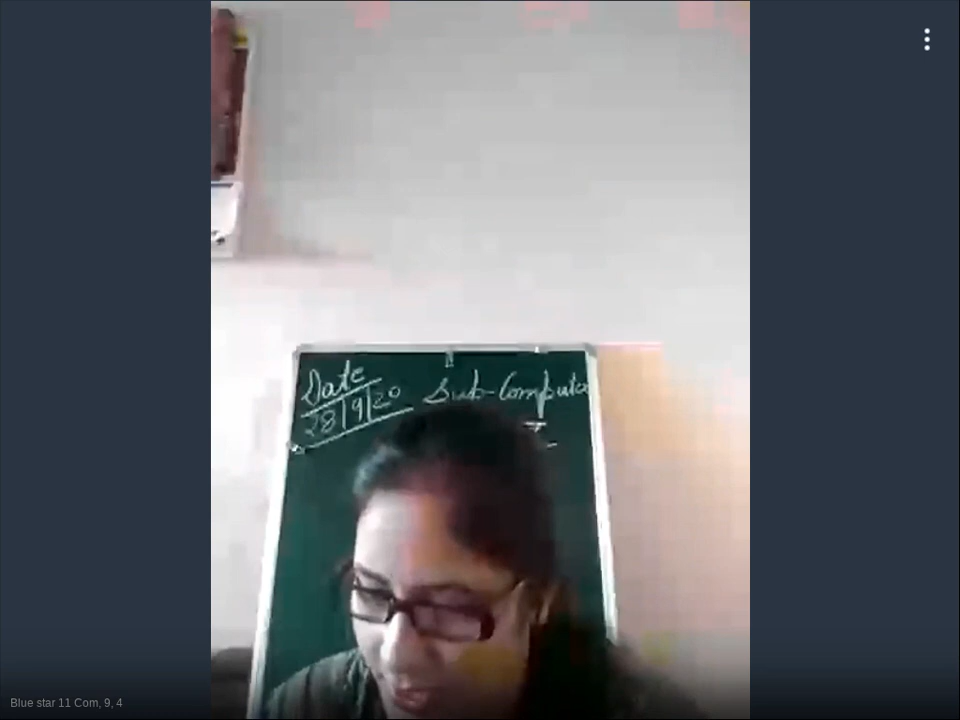 Date
28/9/20
Sub-Computer
Blue star 11 Com, 9, 4